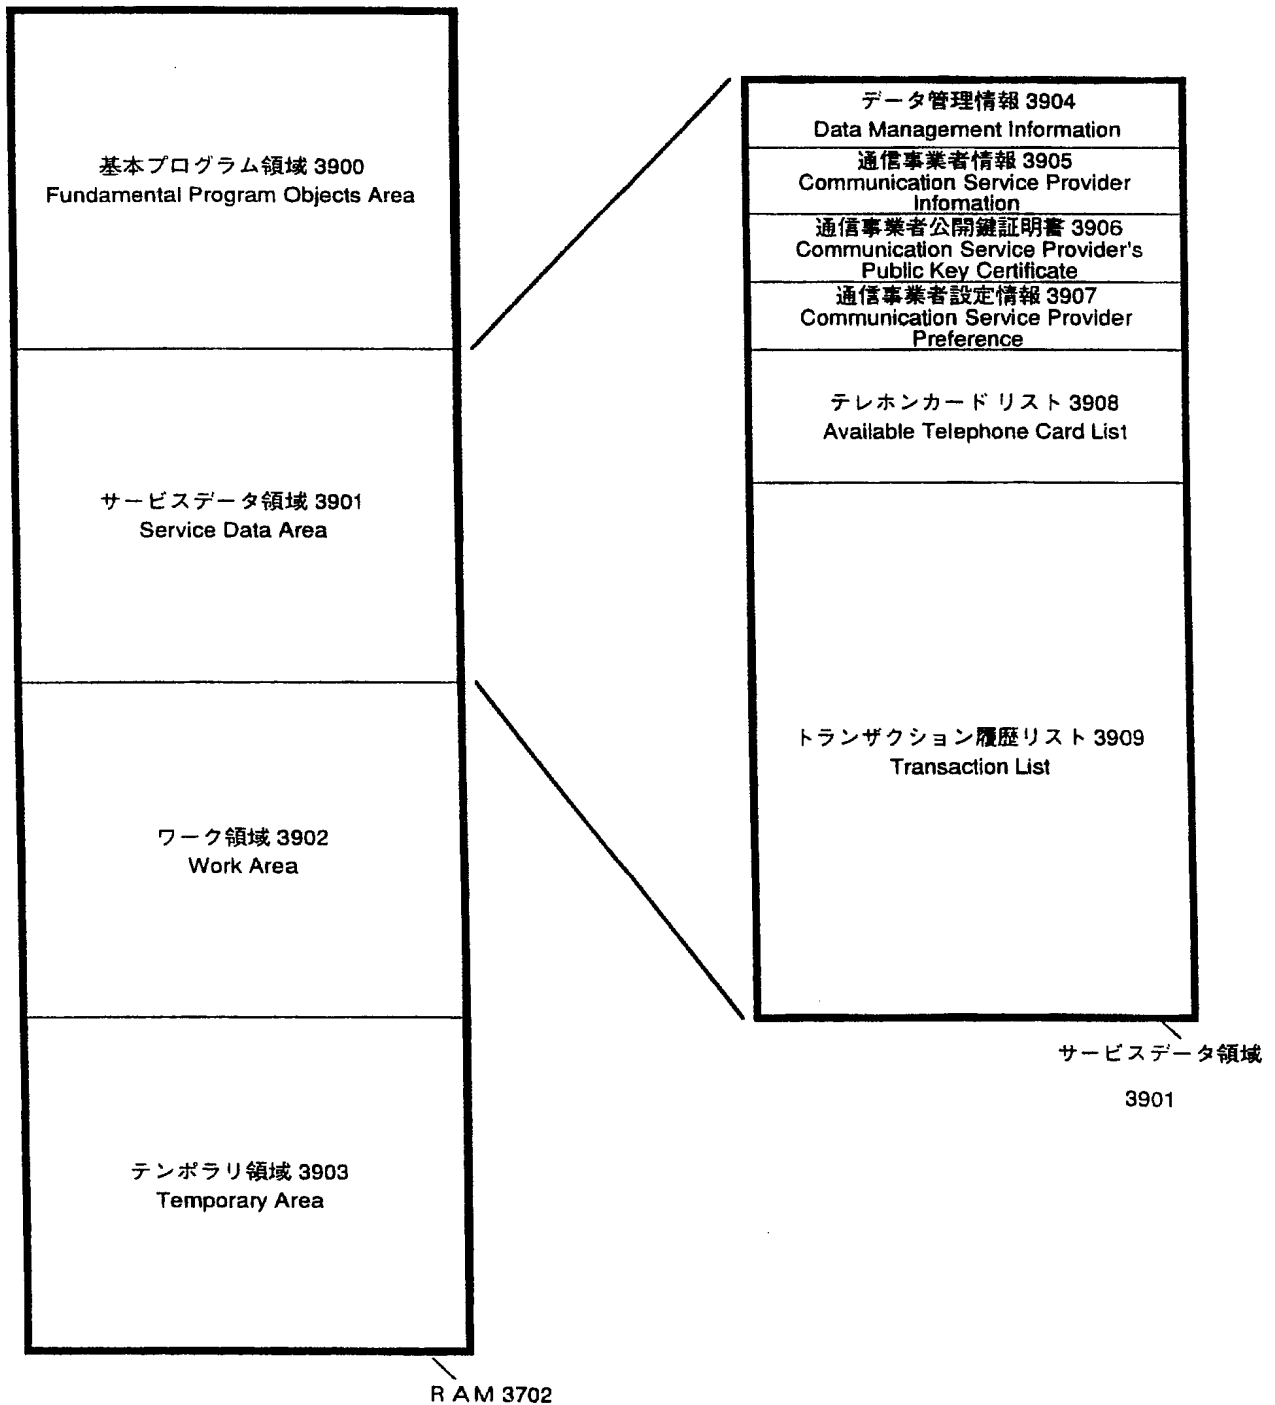 基本プログラム領域 3900
Fundamental Program Objects Area
サービスデータ領域 3901
Service Data Area
ワーク領域 3902
Work Area
テンポラリ領域 3903
Temporary Area
RAM 3702
データ管理情報 3904
Data Management Information
通信事業者情報 3905
Communication Service Provider
Infomation
通信事業者公開鍵証明書 3906
Communication Service Provider's
Public Key Certificate
通信事業者設定情報 3907
Communication Service Provider
Preference
テレホンカード リスト 3908
Available Telephone Card List
トランザクション履歴リスト 3909
Transaction List
サービスデータ領域
3901